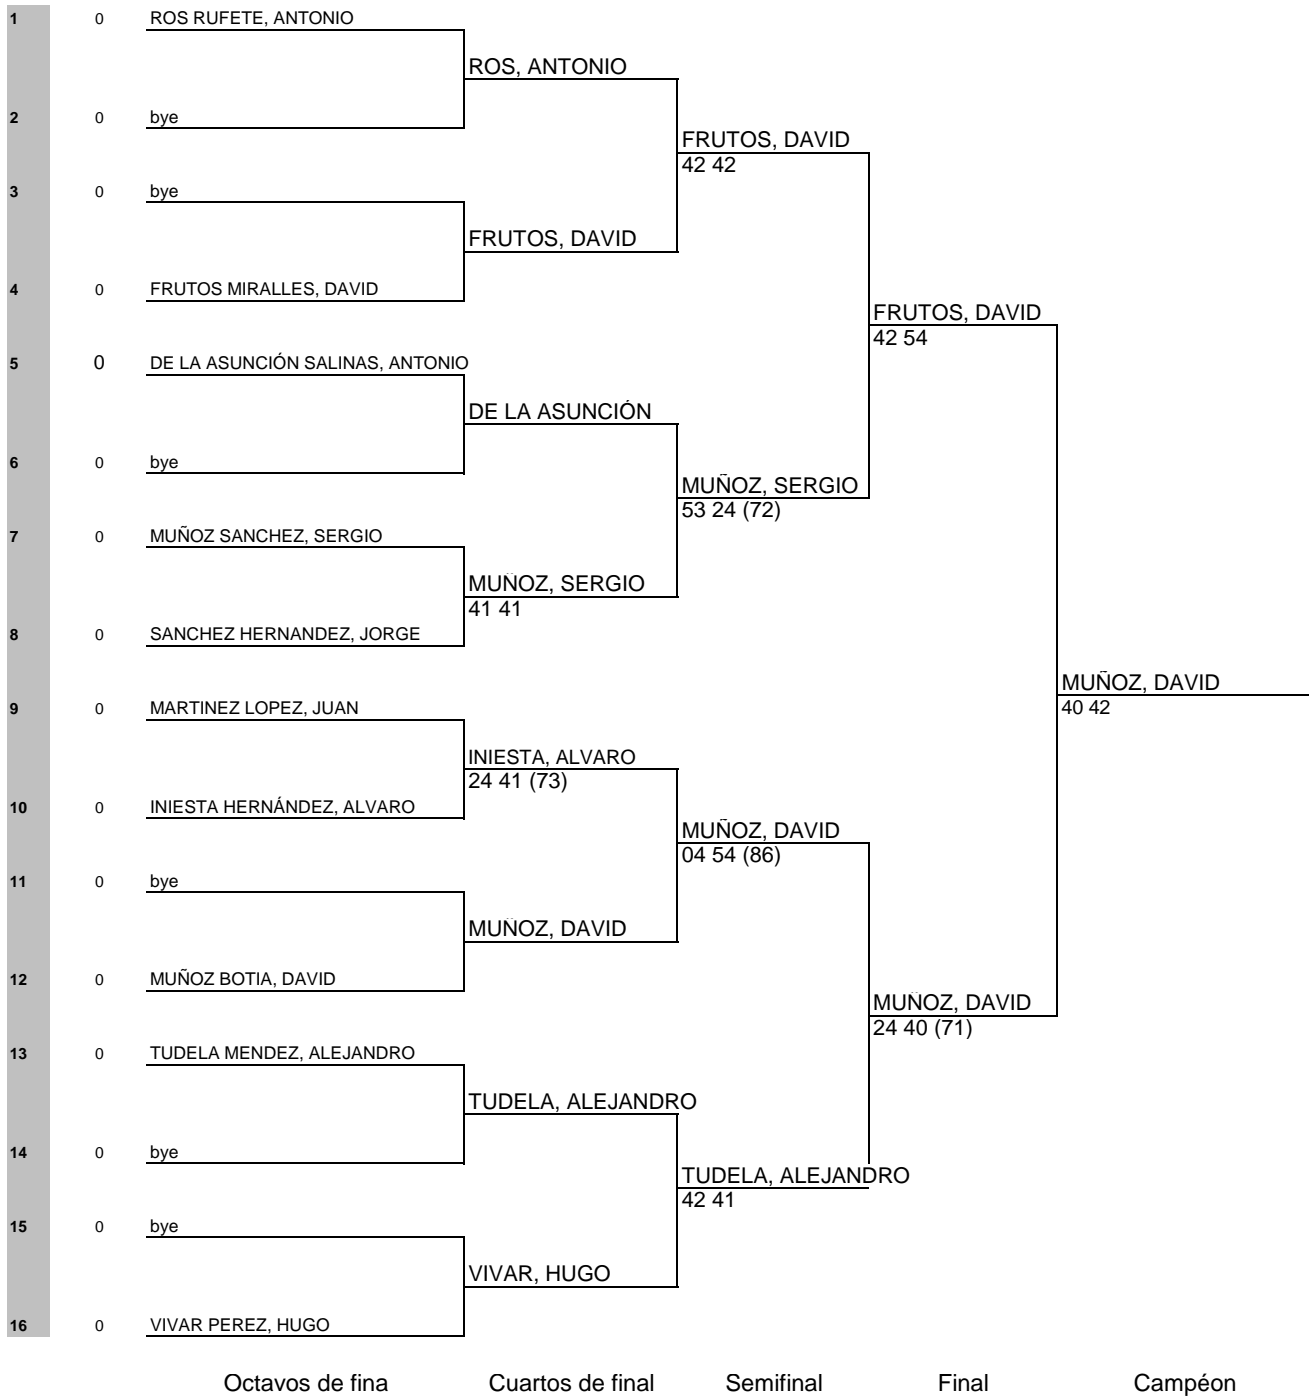 1 0 ROS RUFETE, ANTONIO
ROS, ANTONIO
2 0 bye
FRUTOS, DAVID
42 42
3 0 bye
FRUTOS, DAVID
4 0 FRUTOS MIRALLES, DAVID
FRUTOS, DAVID
42 54
5 0 DE LA ASUNCIÓN SALINAS, ANTONIO
DE LA ASUNCIÓN
6 0 bye
MUÑOZ, SERGIO
53 24 (72)
7 0 MUÑOZ SANCHEZ, SERGIO
MUÑOZ, SERGIO
41 41
8 0 SANCHEZ HERNANDEZ, JORGE
MUÑOZ, DAVID
40 42
9 0 MARTINEZ LOPEZ, JUAN
INIESTA, ALVARO
24 41 (73)
10 0 INIESTA HERNÁNDEZ, ALVARO
MUÑOZ, DAVID
04 54 (86)
11 0 bye
MUÑOZ, DAVID
12 0 MUÑOZ BOTIA, DAVID
MUÑOZ, DAVID
24 40 (71)
13 0 TUDELA MENDEZ, ALEJANDRO
TUDELA, ALEJANDRO
14 0 bye
TUDELA, ALEJANDRO
42 41
15 0 bye
VIVAR, HUGO
16 0 VIVAR PEREZ, HUGO
Octavos de fina Cuartos de final Semifinal Final Campéon